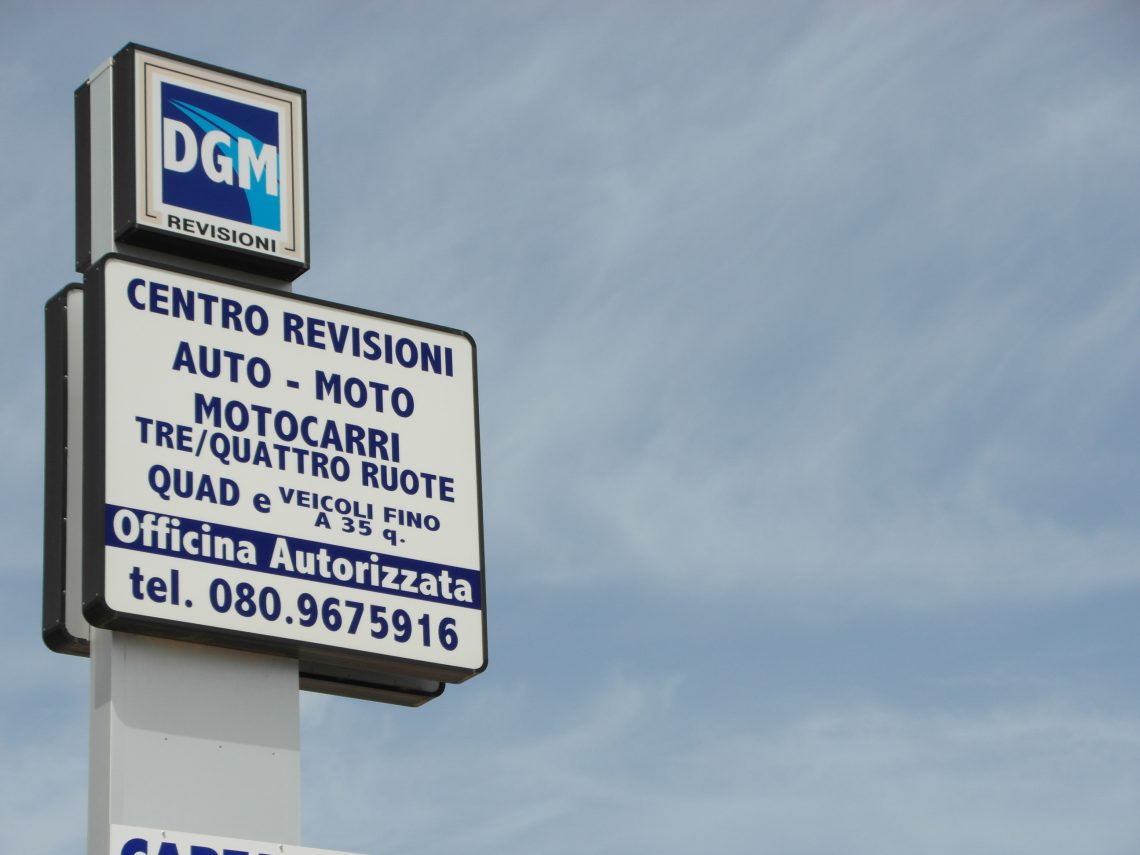 DGM
REVISIONI
CENTRO REVISIONI
AUTO - MOTO
MOTOCARRI
TRE/QUATTRO RUOTE
QUAD e VEICOLI FINO
A 35 q.
Officina Autorizzata
tel. 080.9675916